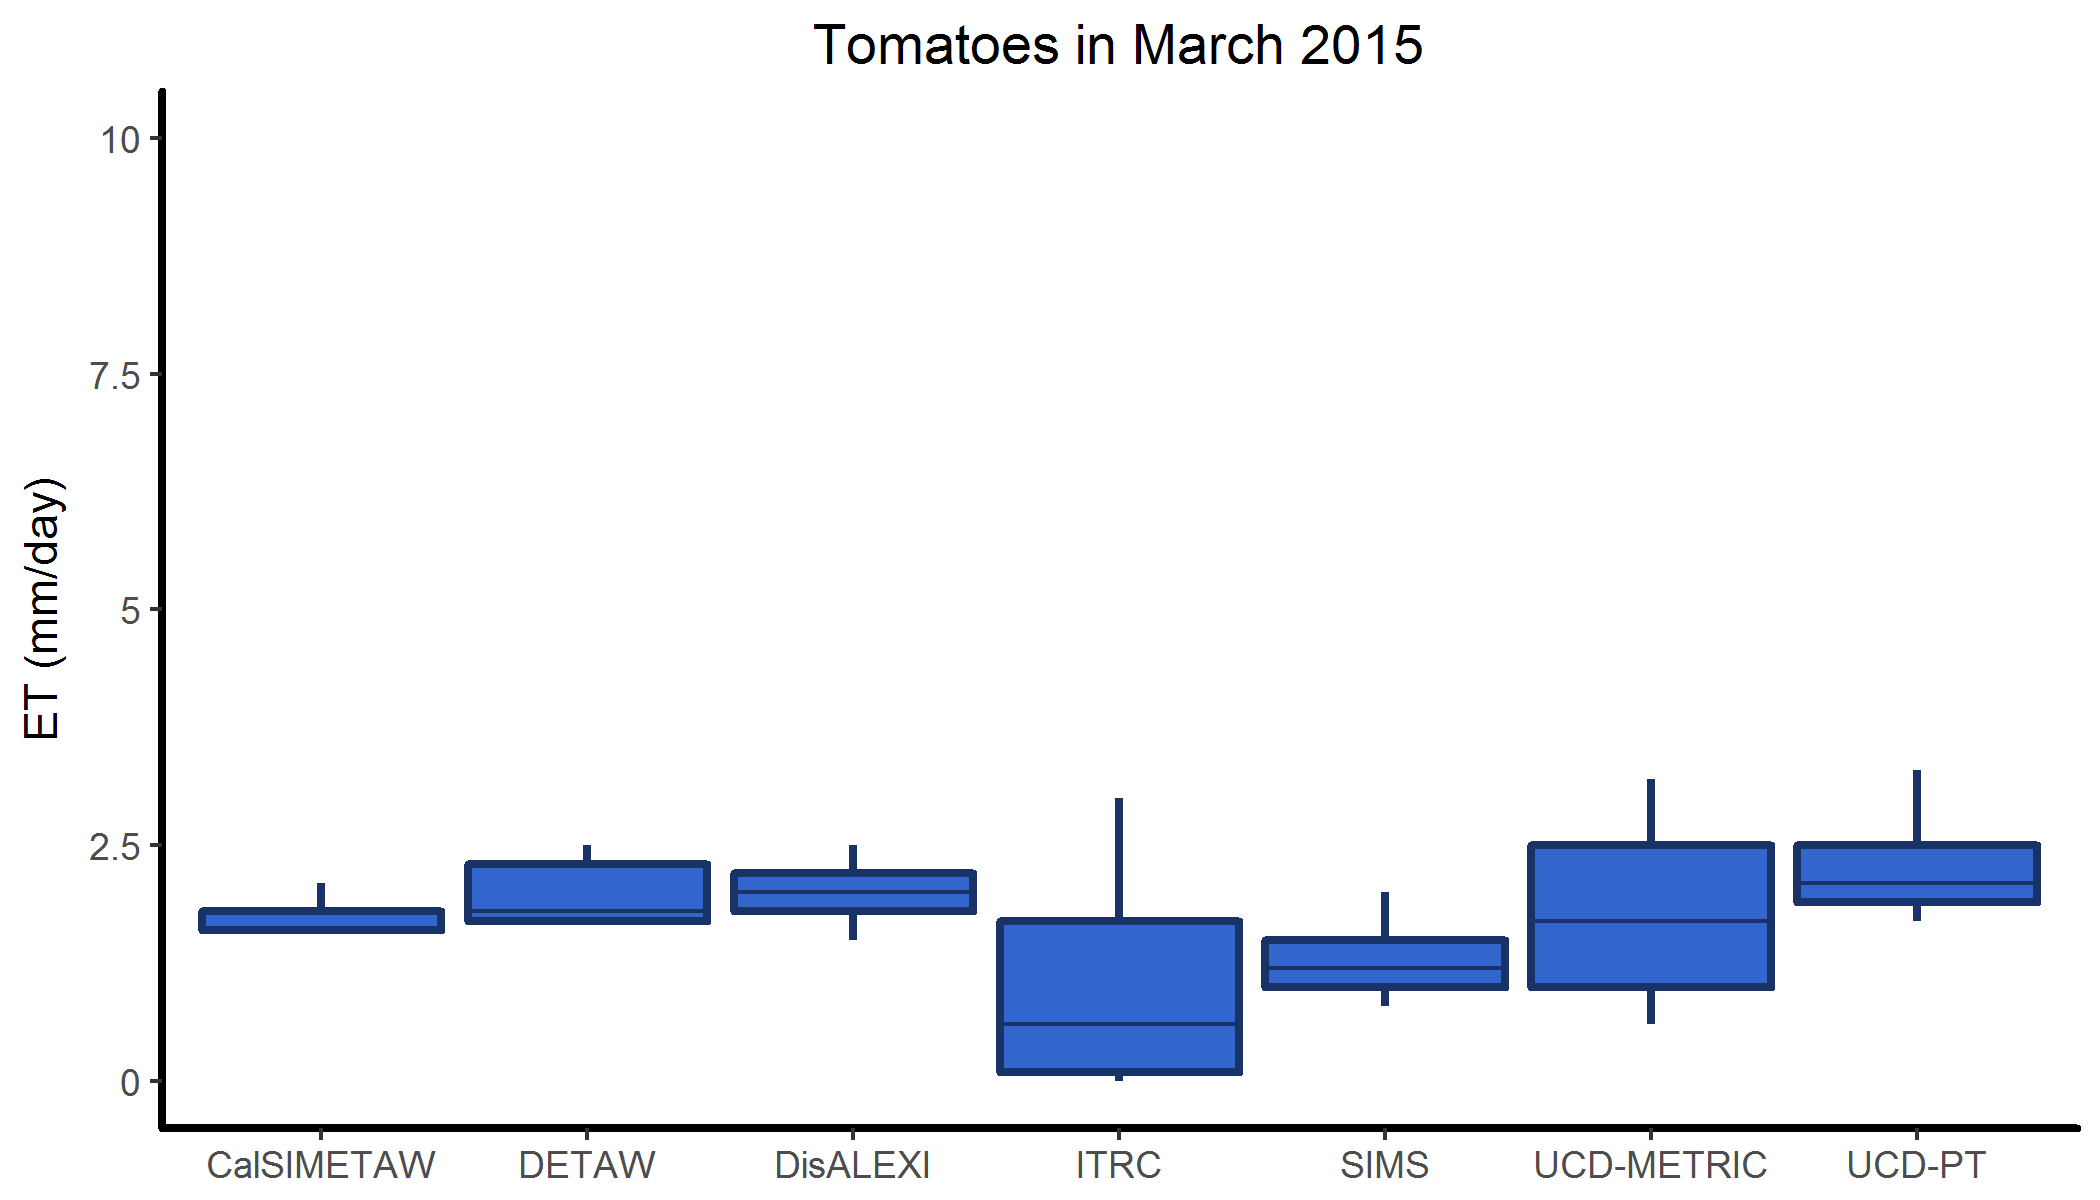 Tomatoes in March 2015
ET (mm/day)
10
7.5
5
2.5
0
CalSIMETAW DETAW DisALEXI ITRC SIMS UCD-METRIC UCD-PT